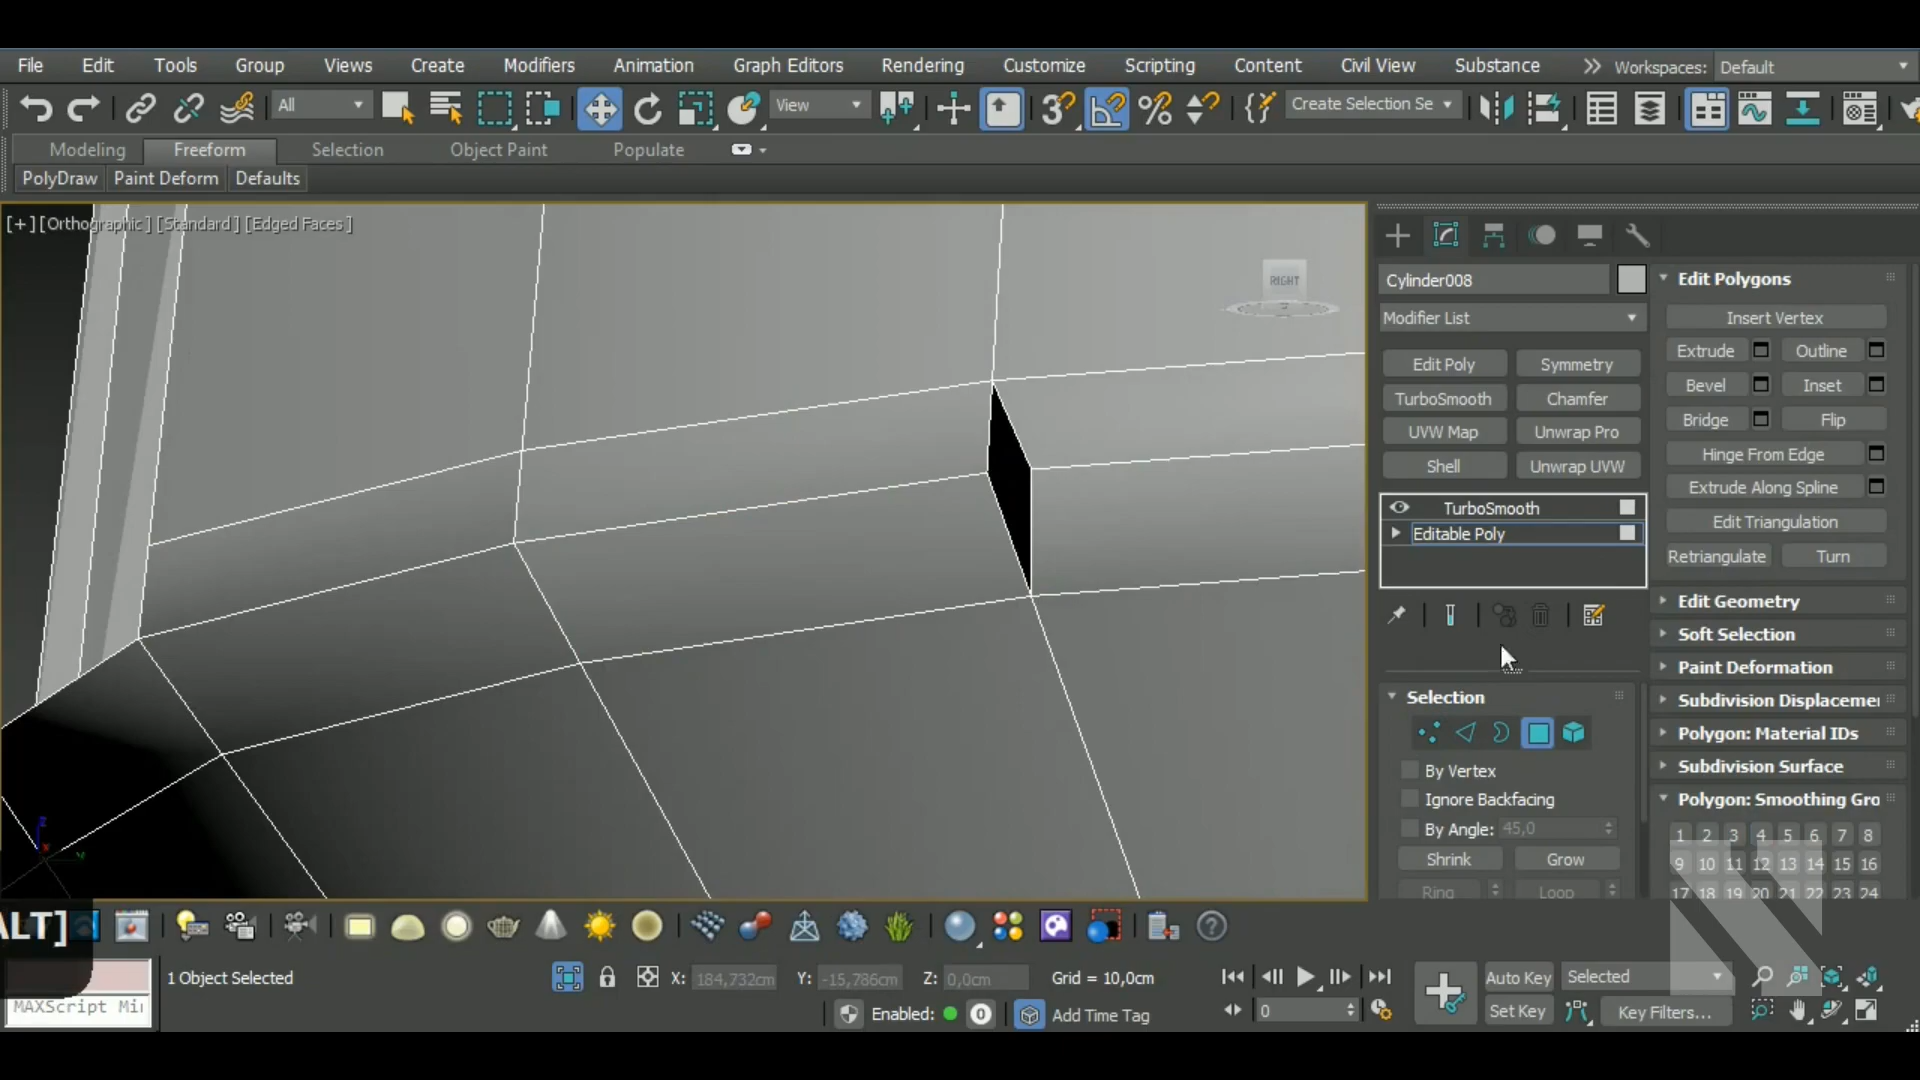 File Edit Tools Group Views Create Modifiers Animation Graph Editors Rendering Customize Scripting Content Civil View Substance Workspaces: Default
All View Create Selection Se
Modeling Freeform Selection Object Paint Populate
PolyDraw Paint Deform Defaults
[+] [Orthographic ] [Standard ] [Edged Faces ]
RIGHT
Cylinder008
Modifier List
Edit Poly Symmetry
TurboSmooth Chamfer
UVW Map Unwrap Pro
Shell Unwrap UVW
TurboSmooth
Editable Poly
Selection
By Vertex
Ignore Backfacing
By Angle: 45,0
Shrink Grow
Ring Loop
Edit Polygons
Insert Vertex
Extrude Outline
Bevel Inset
Bridge Flip
Hinge From Edge
Extrude Along Spline
Edit Triangulation
Retriangulate Turn
Edit Geometry
Soft Selection
Paint Deformation
Subdivision Displacemer
Polygon: Material IDs
Subdivision Surface
Polygon: Smoothing Gro
1 2 3 4 5 6 7 8
9 10 11 12 13 14 15 16
17 18 19 20 21 22 23 24
z
x
y
ALT]
MAXScript Mi
1 Object Selected
X: 184,732cm Y: -15,786cm Z: 0,0cm Grid = 10,0cm
Enabled: 0 Add Time Tag
0
Auto Key Selected
Set Key Key Filters...